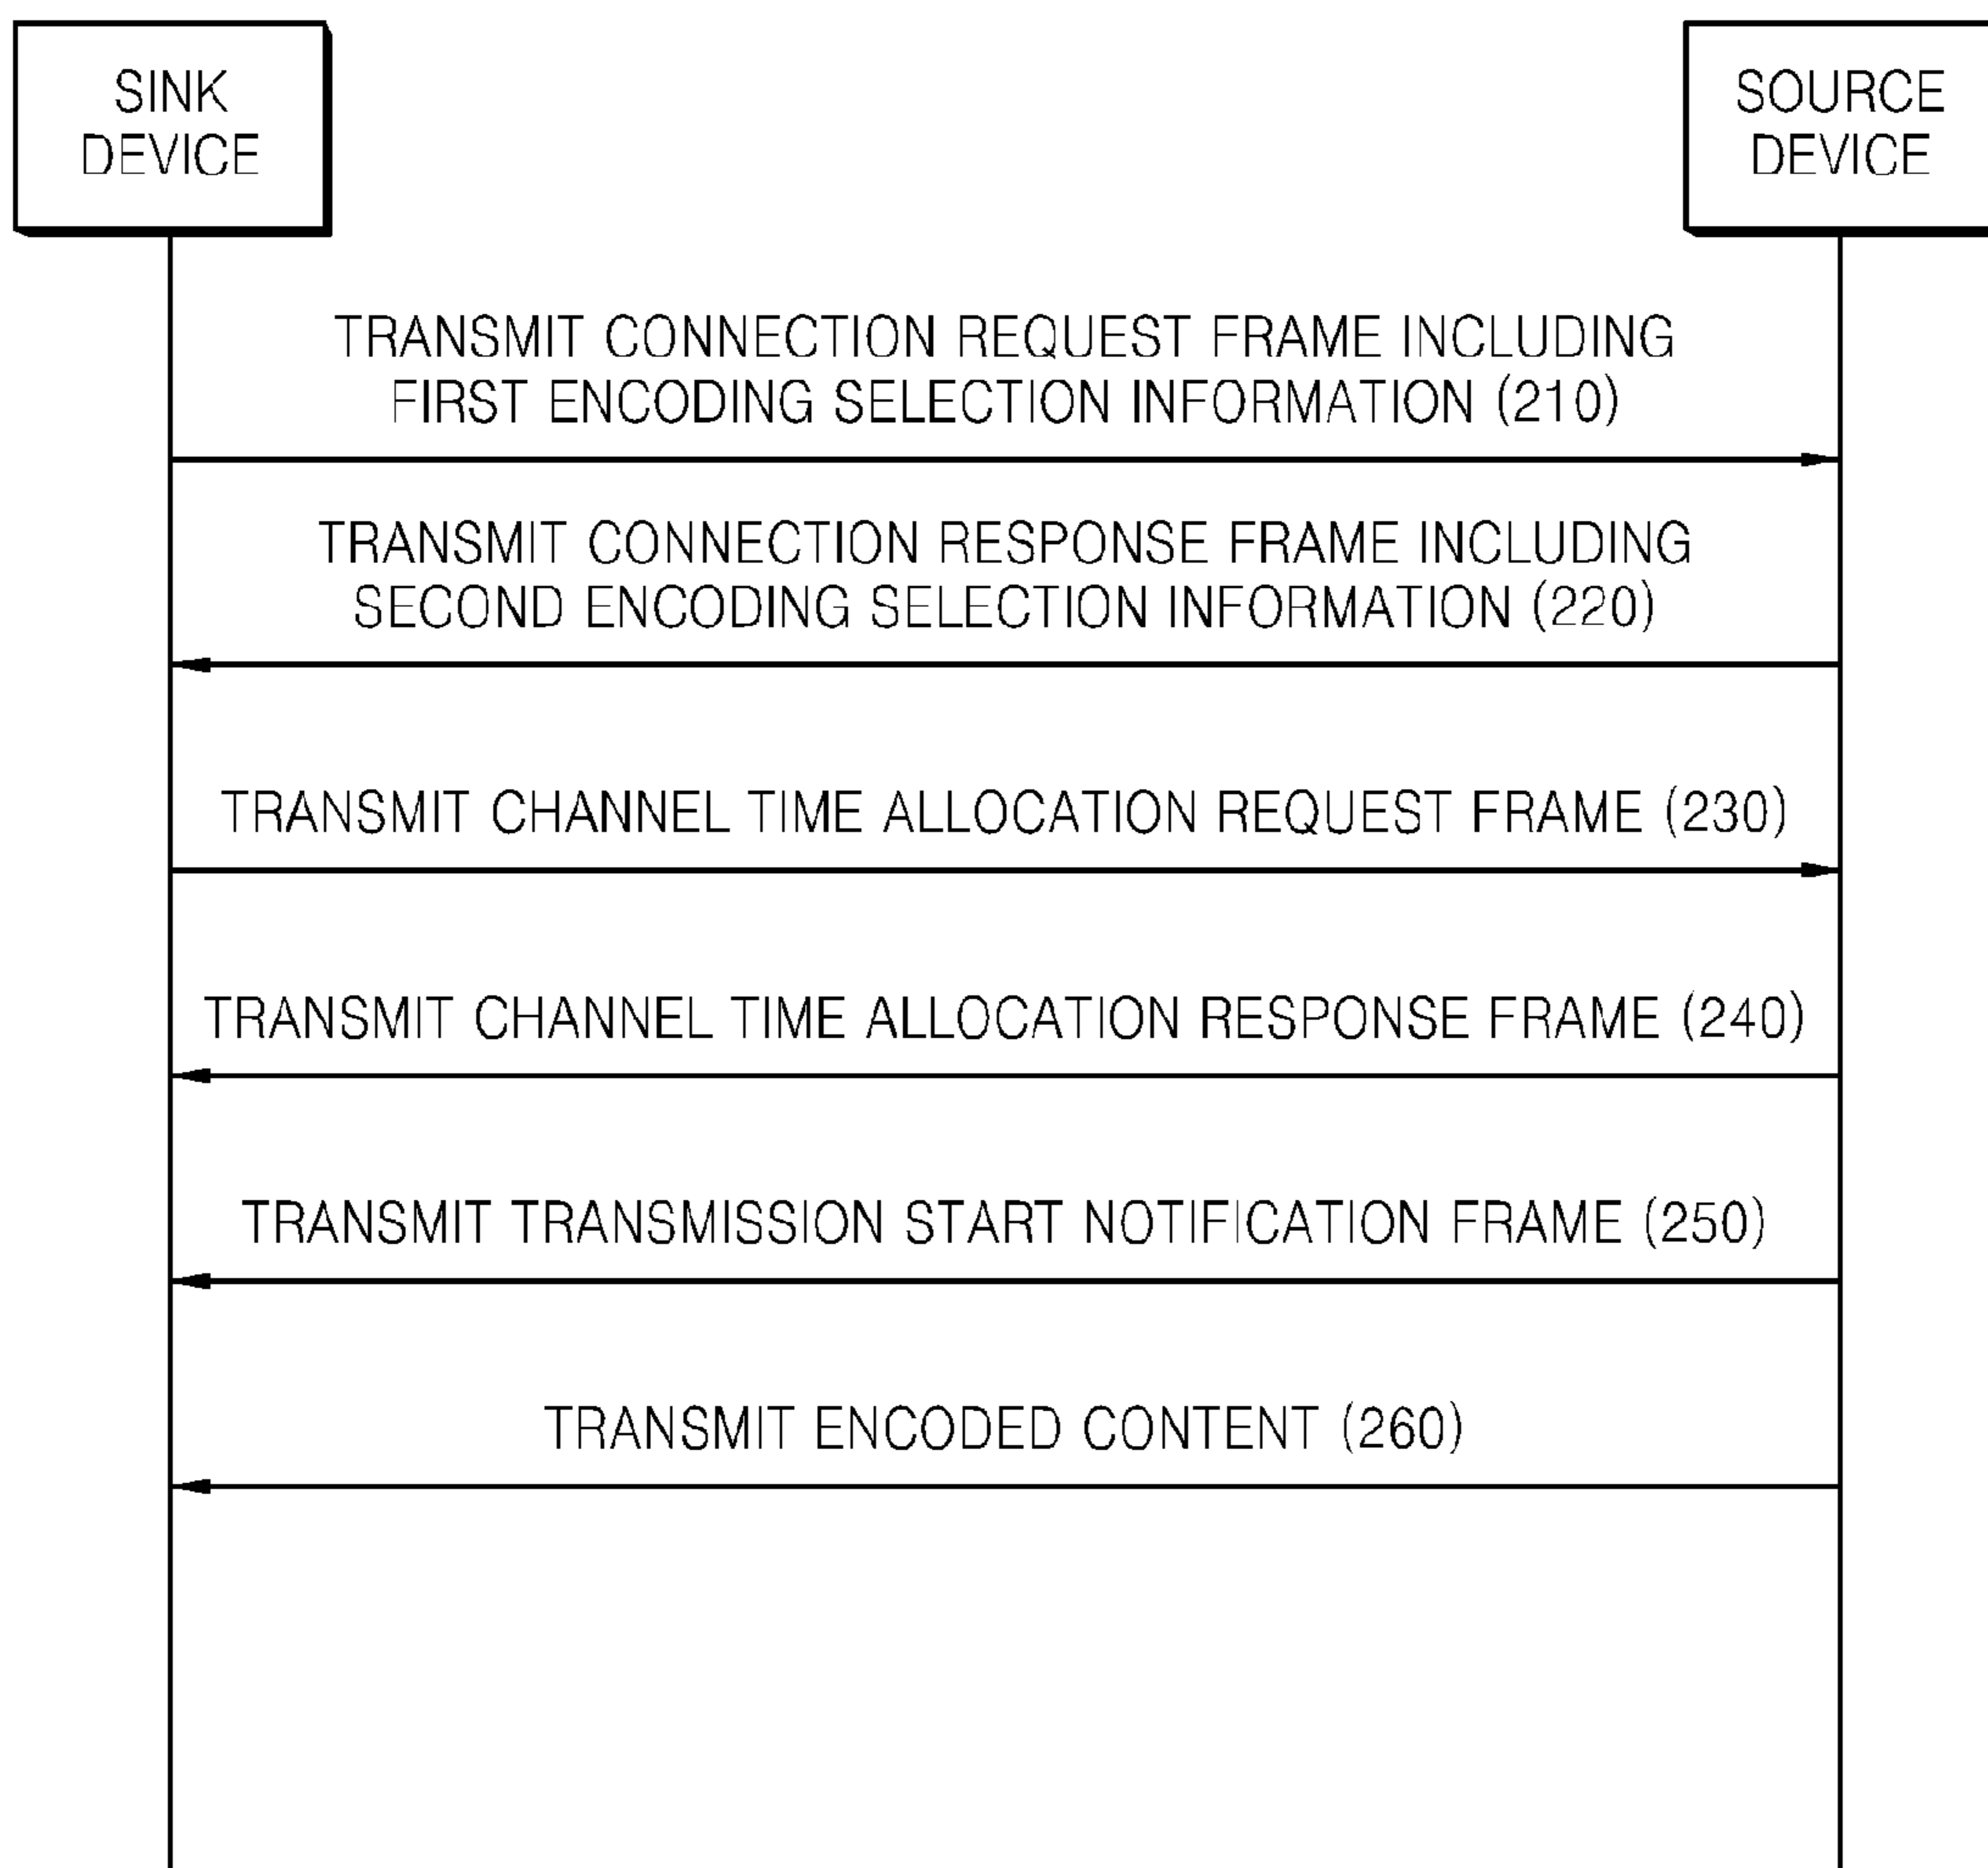 SINK
DEVICE
SOURCE
DEVICE
TRANSMIT CONNECTION REQUEST FRAME INCLUDING
FIRST ENCODING SELECTION INFORMATION (210)
TRANSMIT CONNECTION RESPONSE FRAME INCLUDING
SECOND ENCODING SELECTION INFORMATION (220)
TRANSMIT CHANNEL TIME ALLOCATION REQUEST FRAME (230)
TRANSMIT CHANNEL TIME ALLOCATION RESPONSE FRAME (240)
TRANSMIT TRANSMISSION START NOTIFICATION FRAME (250)
TRANSMIT ENCODED CONTENT (260)